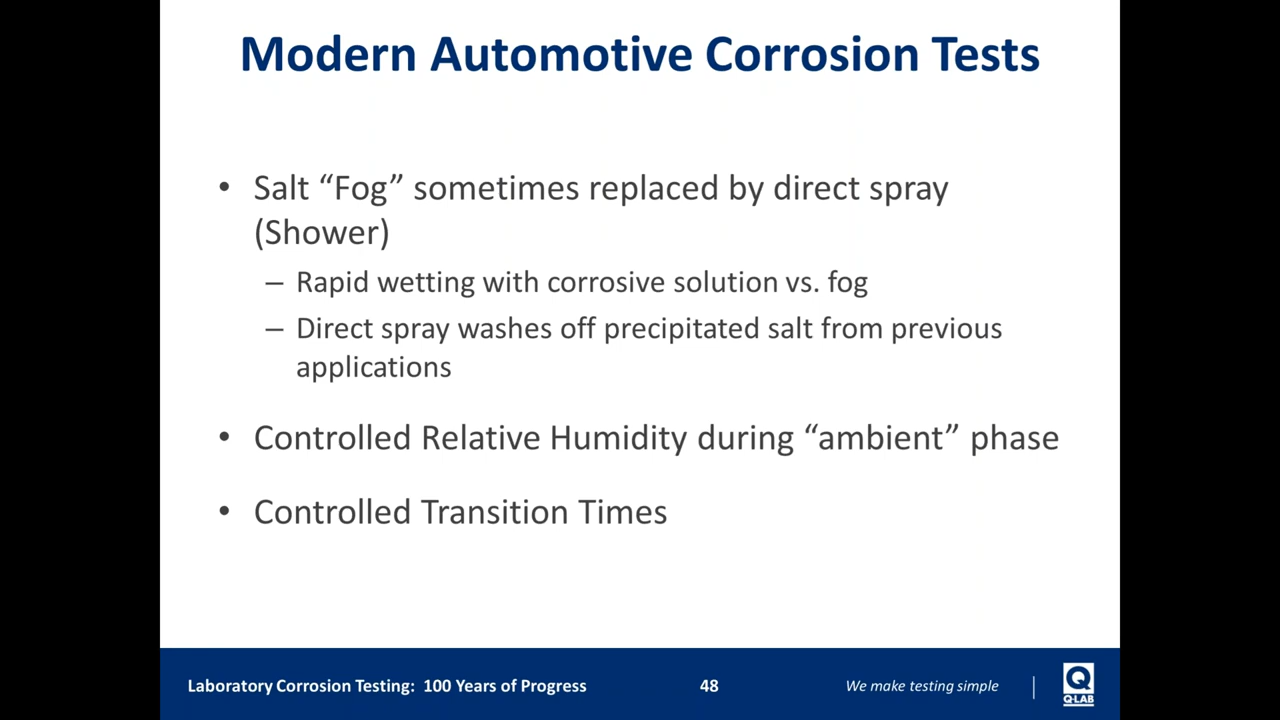 Modern Automotive Corrosion Tests
• Salt “Fog” sometimes replaced by direct spray
(Shower)
– Rapid wetting with corrosive solution vs. fog
– Direct spray washes off precipitated salt from previous
applications
• Controlled Relative Humidity during “ambient” phase
• Controlled Transition Times
Laboratory Corrosion Testing: 100 Years of Progress
48
We make testing simple
Q
Q-LAB